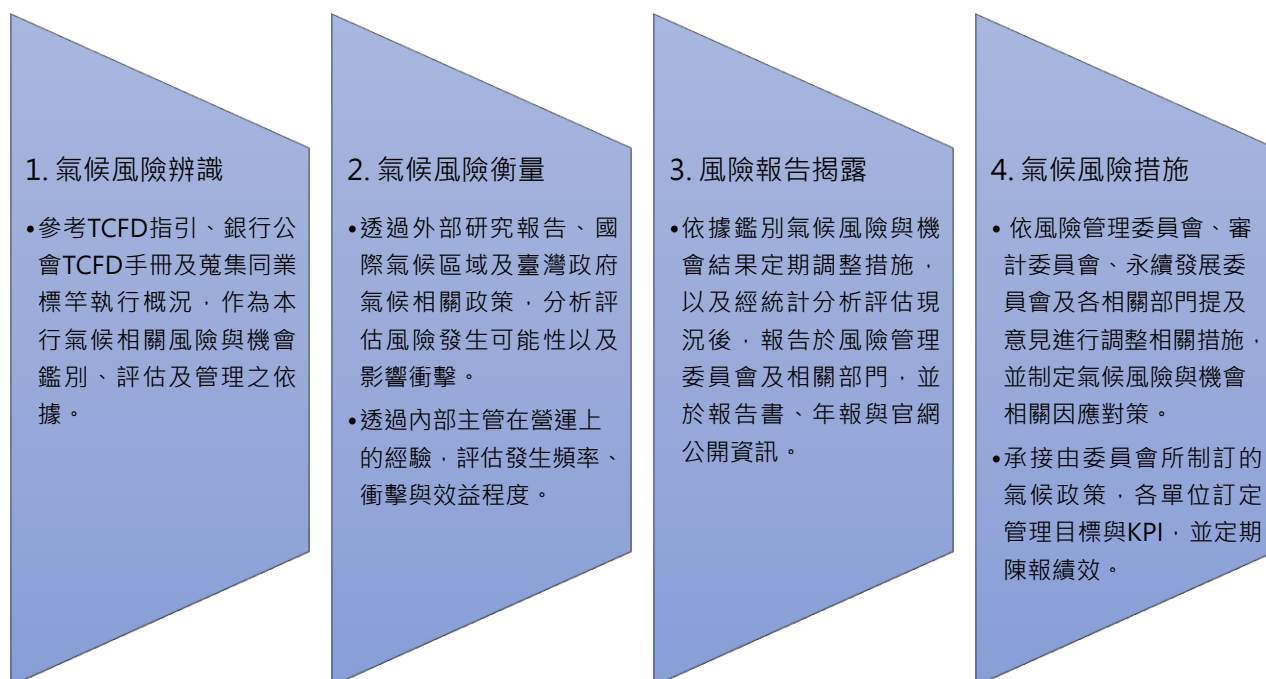 1. 氣候風險辨識
•參考TCFD指引、銀行公
會TCFD手冊及蒐集同業
標竿執行概況，作為本
行氣候相關風險與機會
鑑別、評估及管理之依
據。
2. 氣候風險衡量
•透過外部研究報告、國
際氣候區域及臺灣政府
氣候相關政策，分析評
估風險發生可能性以及
影響衝擊。
•透過內部主管在營運上
的經驗，評估發生頻率、
衝擊與效益程度。
3. 風險報告揭露
•依據鑑別氣候風險與機
會結果定期調整措施，
以及經統計分析評估現
況後，報告於風險管理
委員會及相關部門，並
於報告書、年報與官網
公開資訊。
4. 氣候風險措施
• 依風險管理委員會、審
計委員會、永續發展委
員會及各相關部門提及
意見進行調整相關措施，
並制定氣候風險與機會
相關因應對策。
•承接由委員會所制訂的
氣候政策，各單位訂定
管理目標與KPI，並定期
陳報績效。